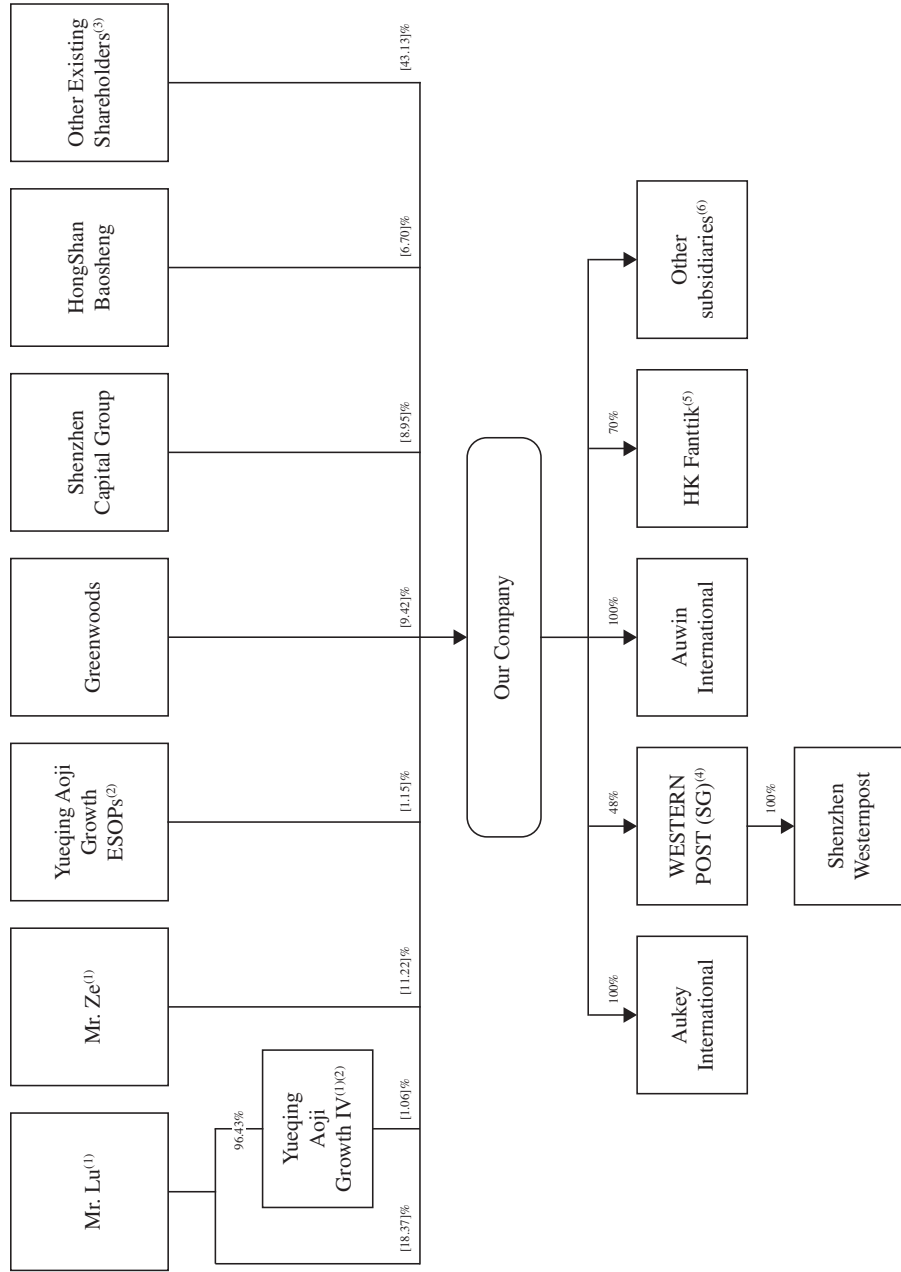 Mr. Lu(1)
Mr. Ze(1)
Yueqing Aoji
Growth
ESOPs(2)
Greenwoods
Shenzhen
Capital Group
HongShan
Baosheng
Other Existing
Shareholders(3)
96.43%
Yueqing
Aoji
Growth IV(1)(2)
[18.37]%
[1.06]%
[11.22]%
[1.15]%
[9.42]%
[8.95]%
[6.70]%
[43.13]%
Our Company
100%
48%
100%
70%
Aukey
International
WESTERN
POST (SG)(4)
Auwin
International
HK Fanttik(5)
Other
subsidiaries(6)
100%
Shenzhen
Westernpost